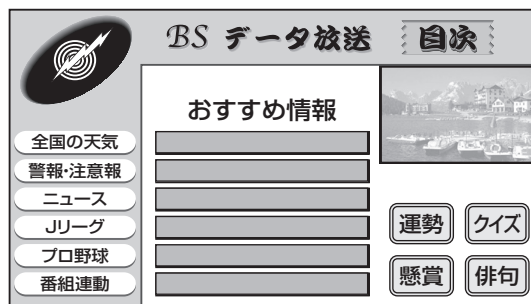 BS データ放送 目次
おすすめ情報
全国の天気
警報・注意報
ニュース
Jリーグ
プロ野球
番組連動
運勢 クイズ
懸賞 俳句